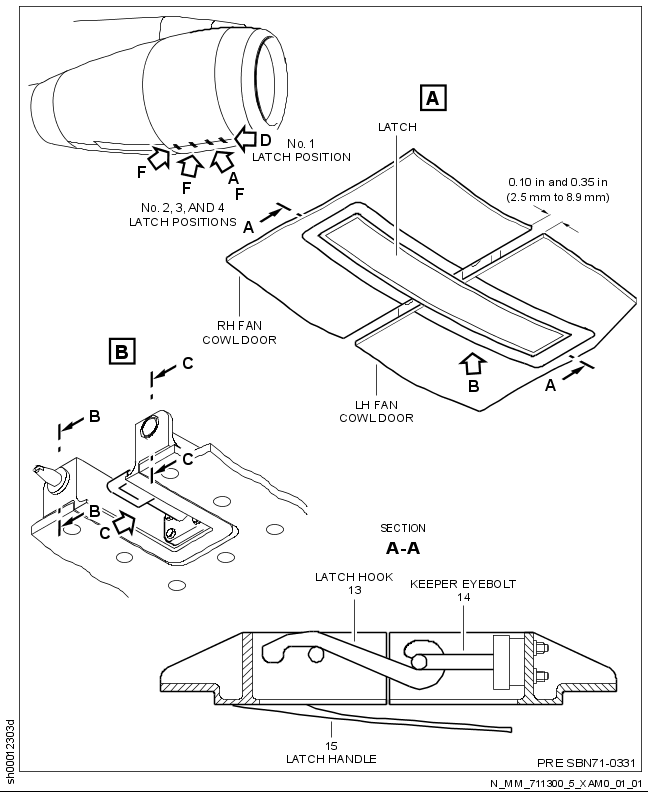 A
LATCH
D
No. 1
LATCH POSITION
F
F
A
F
No. 2, 3, AND 4
LATCH POSITIONS
A
0.10 in and 0.35 in
(2.5 mm to 8.9 mm)
RH FAN
COWL DOOR
B
A
LH FAN
COWL DOOR
B
C
B
C
B
C
SECTION
A-A
LATCH HOOK
13
KEEPER EYEBOLT
14
15
LATCH HANDLE
PRE SBN71-0331
sh00012303d
N_MM_711300_5_XAM0_01_01